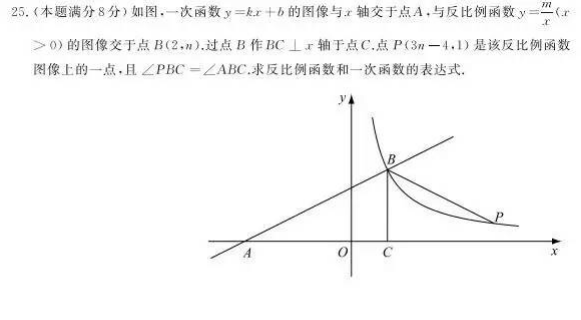 25.(本题满分8分)如图,一次函数y=kx+b的图像与x轴交于点A,与反比例函数y=m/x(x
>0)的图像交于点B(2,n).过点B作BC⊥x轴于点C.点P(3n-4,1)是该反比例函数
图像上的一点,且∠PBC=∠ABC.求反比例函数和一次函数的表达式.
y
B
P
A
O
C
x